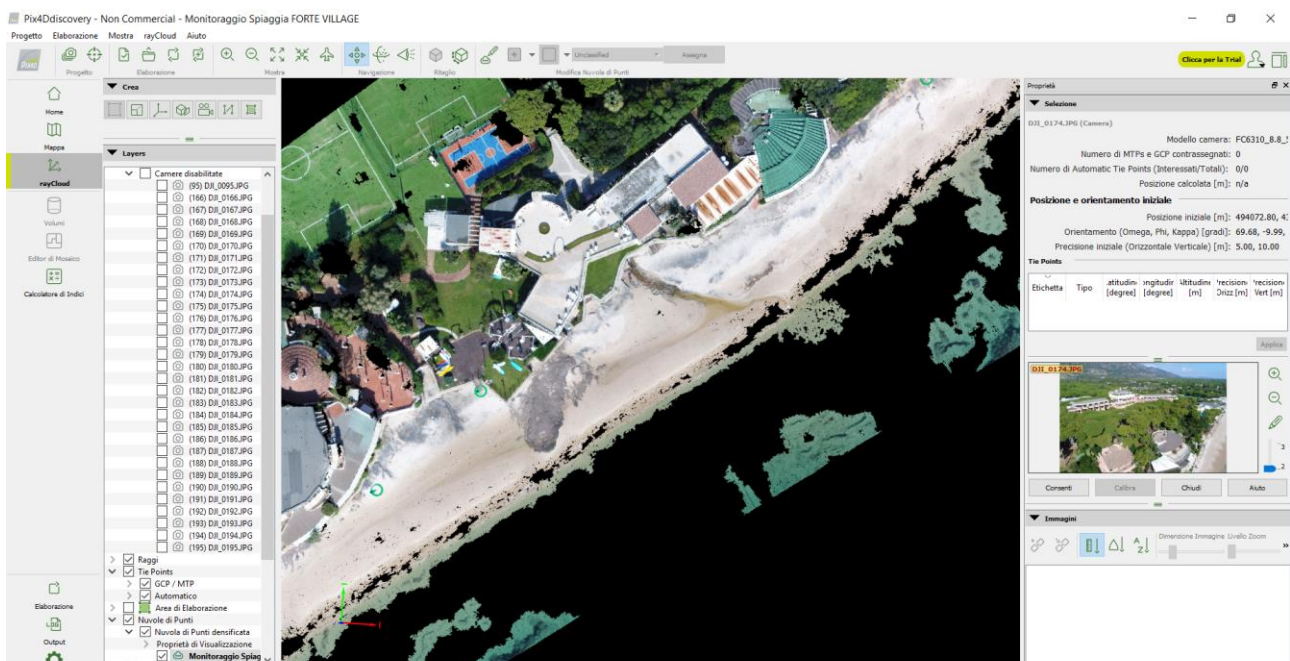 Pix4Ddiscovery - Non Commercial - Monitoraggio Spiaggia FORTE VILLAGE
Progetto Elaborazione Mostra rayCloud Aiuto
Unclassified
Assegna
Progetto
Elaborazione
Mostra
Navigazione
Ritaglio
Modifica Nuvola di Punti
Clicca per la Trial
Home
Mappa
rayCloud
Volumi
Editor di Mosaico
Calcolatore di Indici
Elaborazione
LOG
Output
Crea
Layers
Camere disabilitate
(95) DJI_0095.JPG
(166) DJI_0166.JPG
(167) DJI_0167.JPG
(168) DJI_0168.JPG
(169) DJI_0169.JPG
(170) DJI_0170.JPG
(171) DJI_0171.JPG
(172) DJI_0172.JPG
(173) DJI_0173.JPG
(174) DJI_0174.JPG
(175) DJI_0175.JPG
(176) DJI_0176.JPG
(177) DJI_0177.JPG
(178) DJI_0178.JPG
(179) DJI_0179.JPG
(180) DJI_0180.JPG
(181) DJI_0181.JPG
(182) DJI_0182.JPG
(183) DJI_0183.JPG
(184) DJI_0184.JPG
(185) DJI_0185.JPG
(186) DJI_0186.JPG
(187) DJI_0187.JPG
(188) DJI_0188.JPG
(189) DJI_0189.JPG
(190) DJI_0190.JPG
(191) DJI_0191.JPG
(192) DJI_0192.JPG
(193) DJI_0193.JPG
(194) DJI_0194.JPG
(195) DJI_0195.JPG
Raggi
Tie Points
GCP / MTP
Automatico
Area di Elaborazione
Nuvole di Punti
Nuvola di Punti densificata
Proprietà di Visualizzazione
Monitoraggio Spiag
Proprietà
Selezione
DJI_0174.JPG (Camera)
Modello camera: FC6310_8.8_
Numero di MTPs e GCP contrassegnati: 0
Numero di Automatic Tie Points (Interessati/Totali): 0/0
Posizione calcolata [m]: n/a
Posizione e orientamento iniziale
Posizione iniziale [m]: 494072.80,
Orientamento (Omega, Phi, Kappa) [gradi]: 69.68, -9.99,
Precisione iniziale (Orizzontale Verticale) [m]: 5.00, 10.00
Tie Points
Etichetta Tipo
[degree] [degree] [m] Vert [m]
Applica
DJI_0174.JPG
Consenti Calibra Chiudi Aiuto
Immagini
Dimensione Immagine Livello Zoom